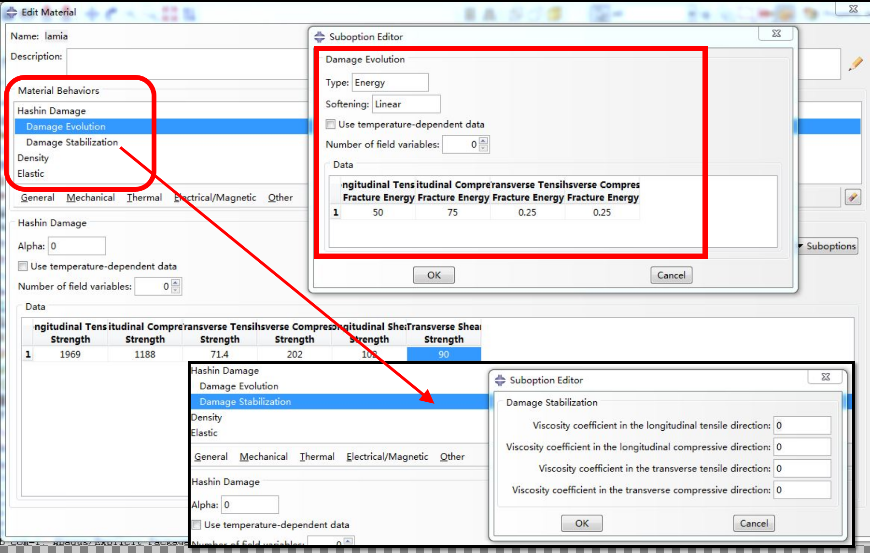 Edit Material
Name: lamia
Description:
Material Behaviors
Hashin Damage
Damage Evolution
Damage Stabilization
Density
Elastic
General Mechanical Thermal Electrical/Magnetic Other
Hashin Damage
Alpha: 0
Suboptions
Use temperature-dependent data
Number of field variables: 0
Data
ongitudinal Tens itudinal Compre ransverse Tensi hsverse Compres ongitudinal Shea Transverse Shear
Strength Strength Strength Strength Strength Strength
1 1969 1188 71.4 202 90
Suboption Editor
Damage Evolution
Type: Energy
Softening: Linear
Use temperature-dependent data
Number of field variables: 0
Data
ongitudinal Tens itudinal Compre ransverse Tensi hsverse Compres
Fracture Energy Fracture Energy Fracture Energy Fracture Energy
1 50 75 0.25 0.25
OK Cancel
Hashin Damage
Damage Evolution
Damage Stabilization
Density
Elastic
General Mechanical Thermal Electrical/Magnetic Other
Hashin Damage
Alpha: 0
Use temperature-dependent data
Number of field variables: 0
Suboption Editor
Damage Stabilization
Viscosity coefficient in the longitudinal tensile direction: 0
Viscosity coefficient in the longitudinal compressive direction: 0
Viscosity coefficient in the transverse tensile direction: 0
Viscosity coefficient in the transverse compressive direction: 0
OK Cancel